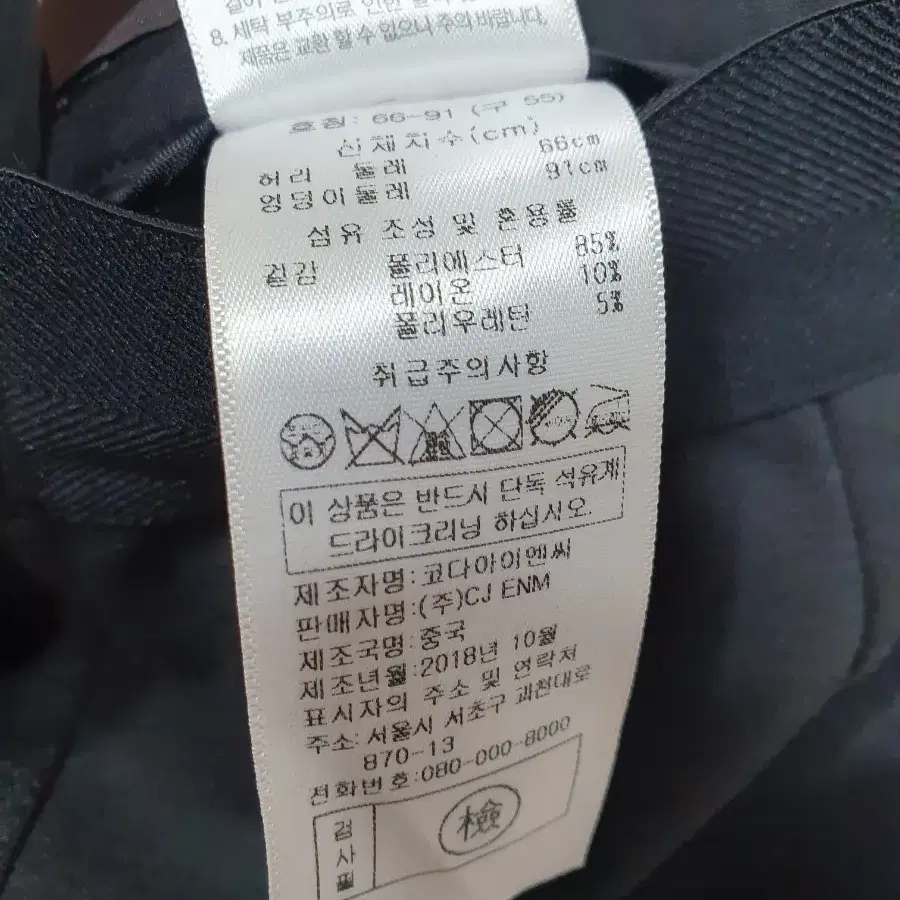 8. 세탁 부주의로 인한
제품은 교환 할 수 없으니 주의 바랍니다.
호칭: 66-91 (구 55)
신체치수(cm)
허리 둘레 66cm
엉덩이둘레 91cm
섬유 조성 및 혼용률
겉감 폴리에스터 85%
레이온 10%
폴리우레탄 5%
취급주의사항
이 상품은 반드시 단독 석유계
드라이크리닝 하십시오.
제조자명:코다아이엔씨
판매자명:(주)CJ ENM
제조국명:중국
제조년월:2018년 10월
표시자의 주소 및 연락처
주소:서울시 서초구 과천대로
870-13
전화번호:080-000-8000
검사필
檢